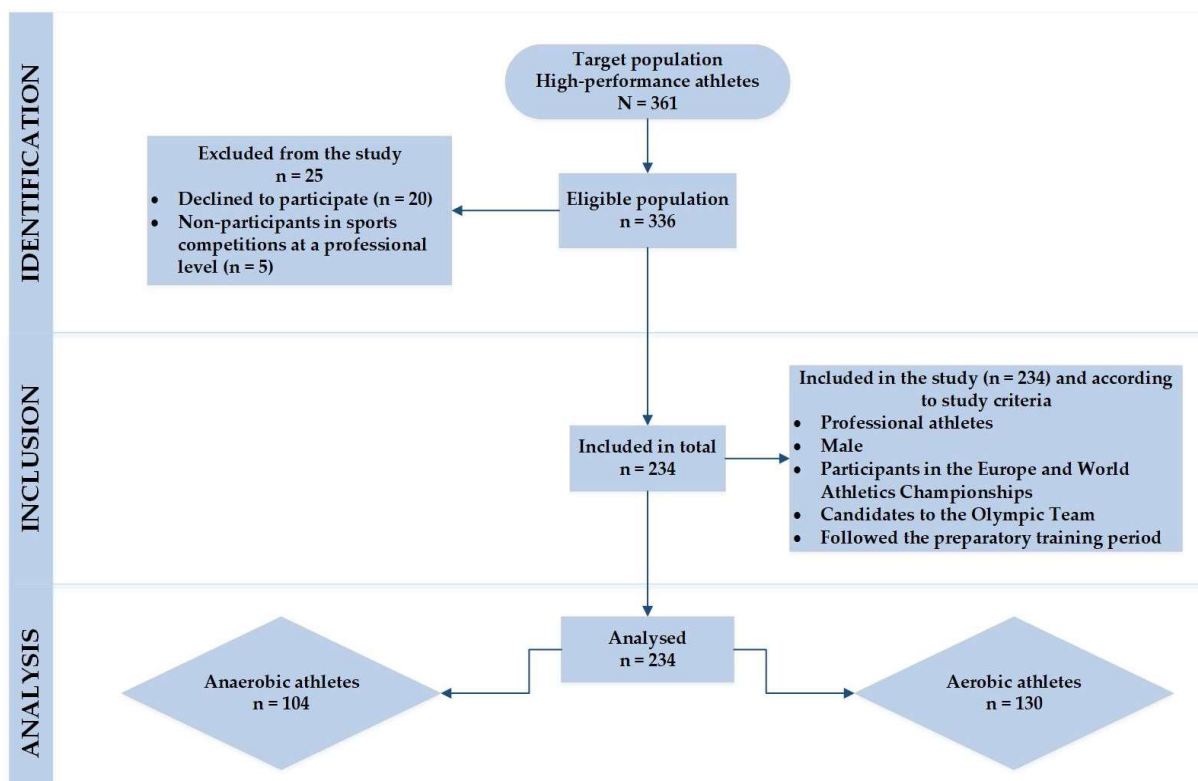 IDENTIFICATION
Target population
High-performance athletes
N = 361
Excluded from the study
n = 25
• Declined to participate (n = 20)
• Non-participants in sports
competitions at a professional
level (n = 5)
Eligible population
n = 336
INCLUSION
Included in total
n = 234
Included in the study (n = 234) and according
to study criteria
• Professional athletes
• Male
• Participants in the Europe and World
Athletics Championships
• Candidates to the Olympic Team
• Followed the preparatory training period
ANALYSIS
Analysed
n = 234
Anaerobic athletes
n = 104
Aerobic athletes
n = 130